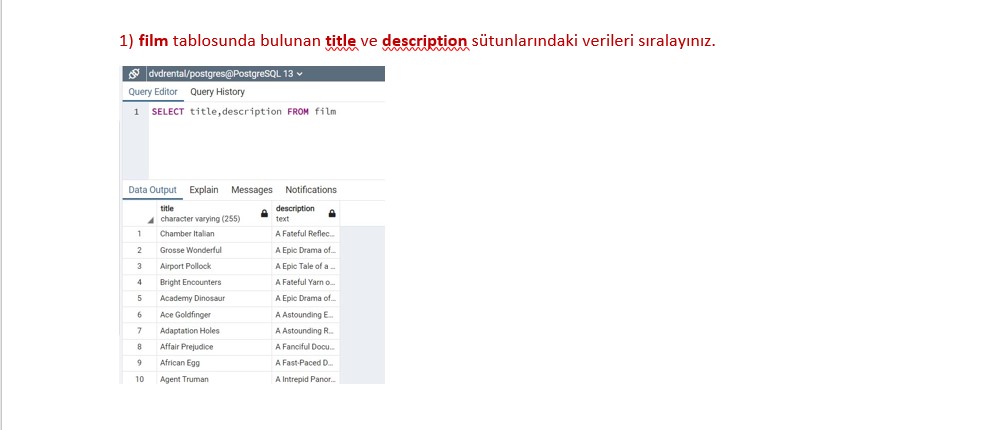 1) film tablosunda bulunan title ve description sütunlarındaki verileri sıralayınız.
dvdrental/postgres@PostgreSQL 13
Query Editor Query History
1 SELECT title,description FROM film
Data Output Explain Messages Notifications
title description
character varying (255) text
1 Chamber Italian A Fateful Reflec...
2 Grosse Wonderful A Epic Drama of...
3 Airport Pollock A Epic Tale of a ...
4 Bright Encounters A Fateful Yarn o...
5 Academy Dinosaur A Epic Drama of...
6 Ace Goldfinger A Astounding E...
7 Adaptation Holes A Astounding R...
8 Affair Prejudice A Fanciful Docu...
9 African Egg A Fast-Paced D...
10 Agent Truman A Intrepid Panor...